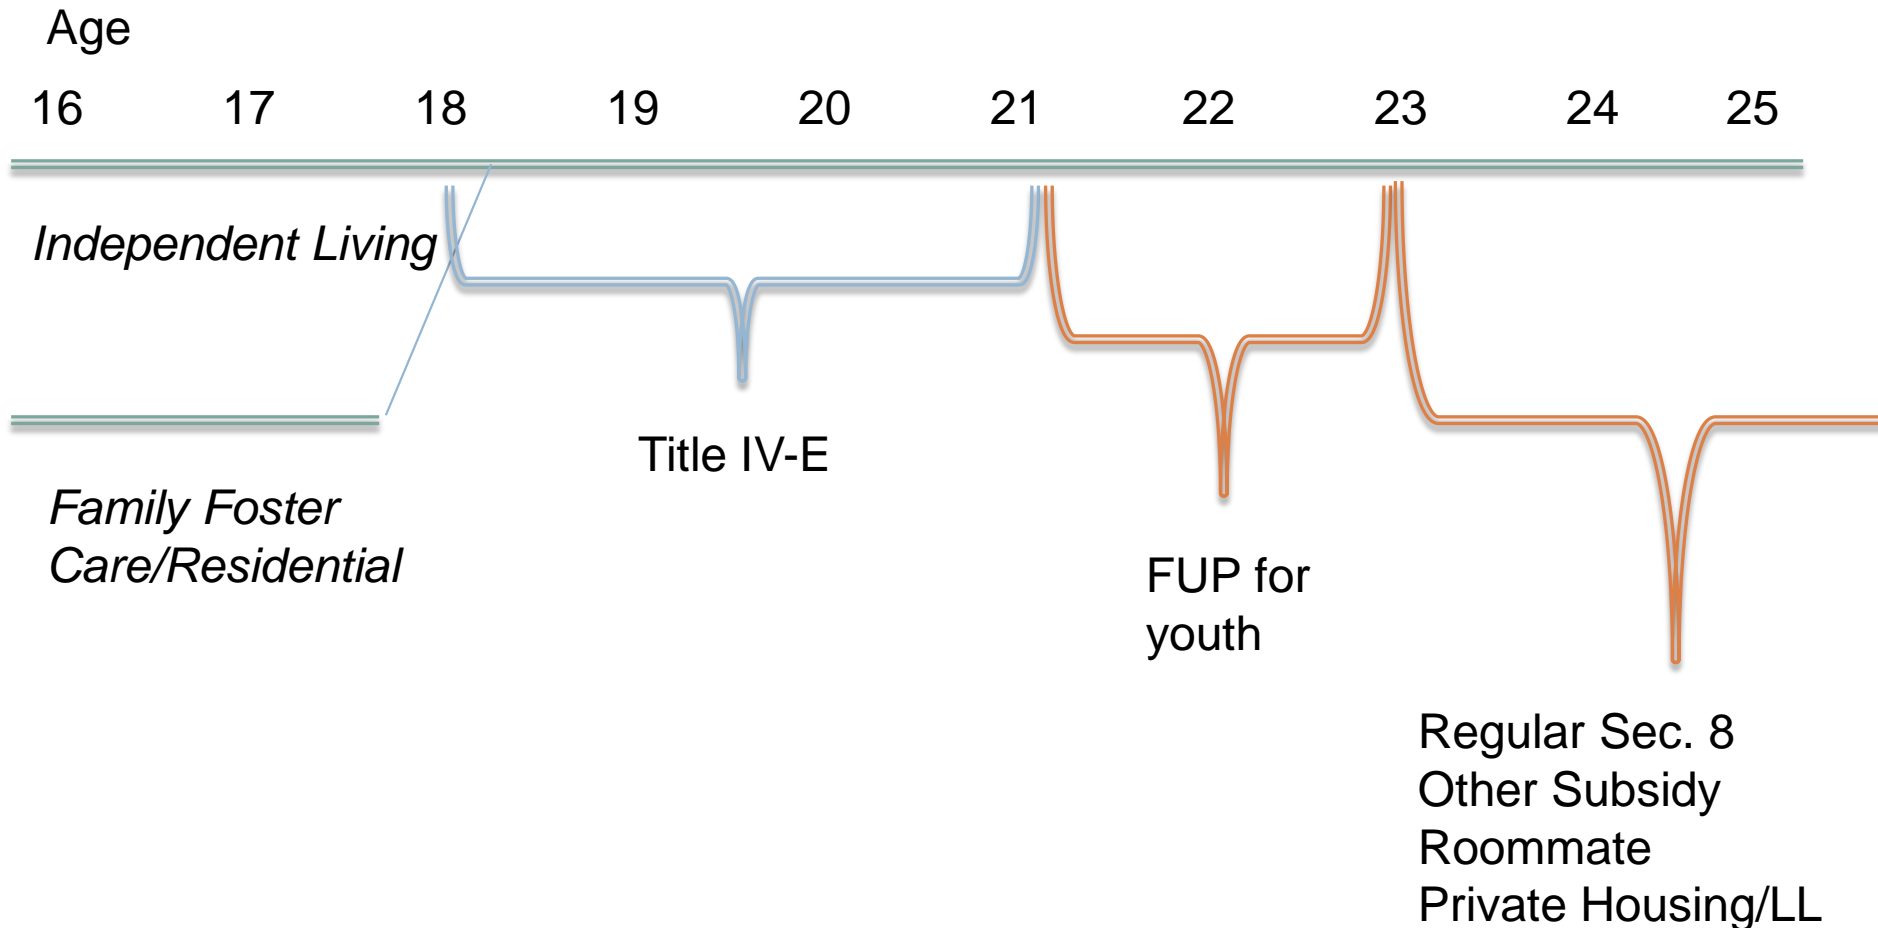 Age
16 17 18 19 20 21 22 23 24 25
Independent Living
Title IV-E
Family Foster
Care/Residential
FUP for
youth
Regular Sec. 8
Other Subsidy
Roommate
Private Housing/LL